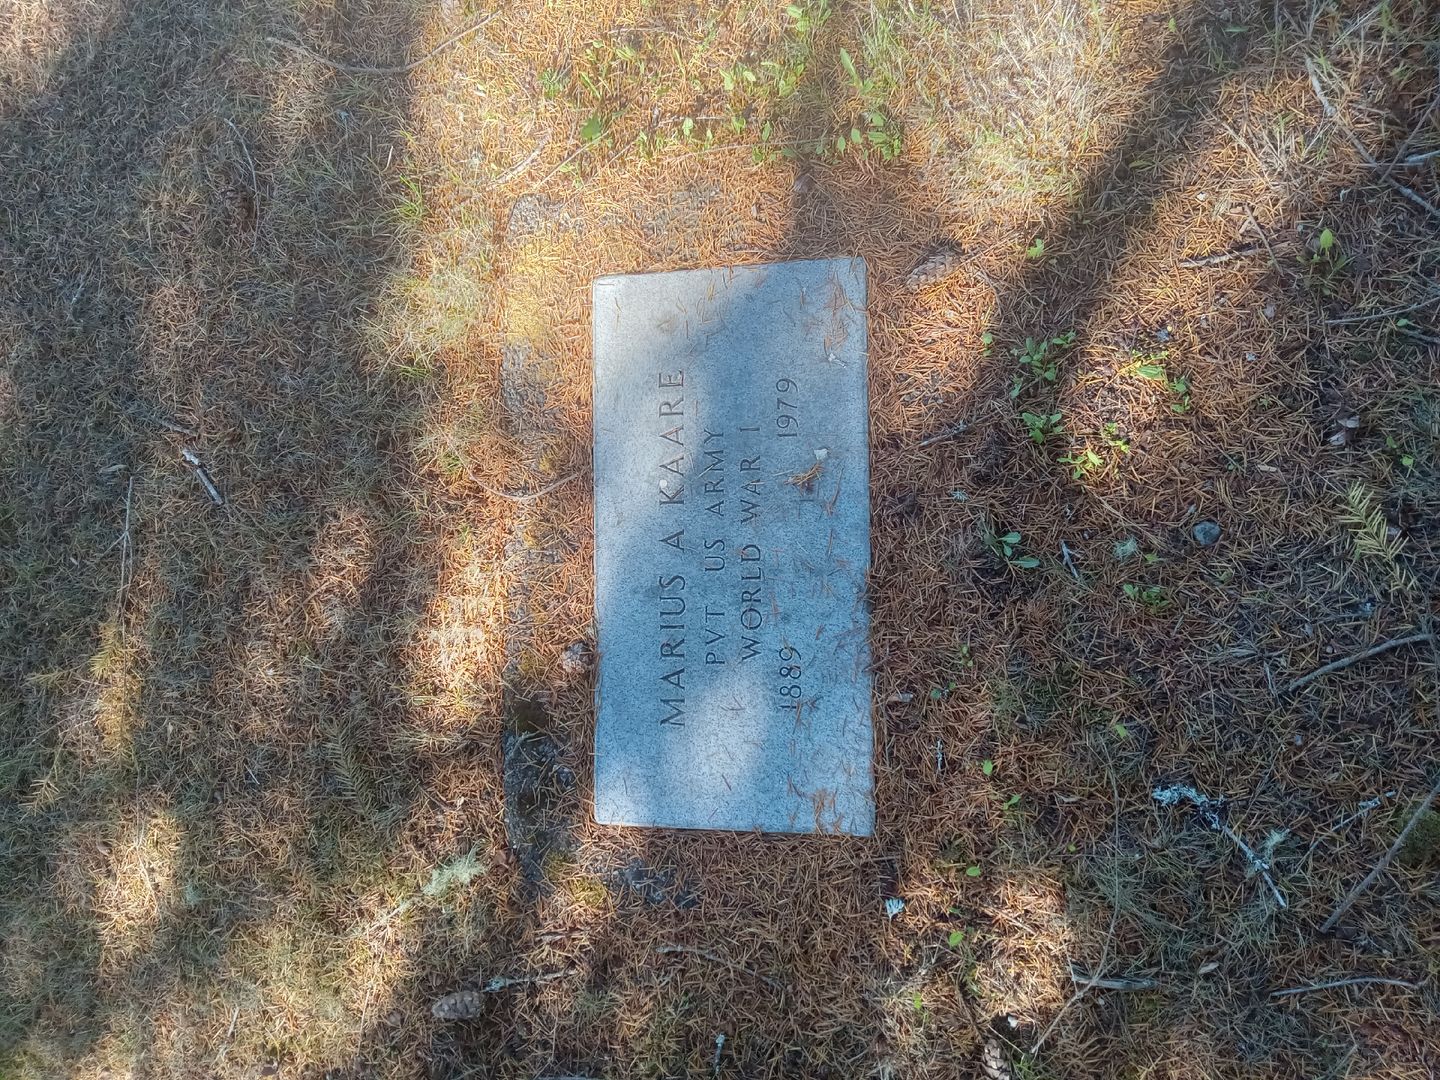 MARIUS A KAARE
PVT US ARMY
WORLD WAR I
1889 1979